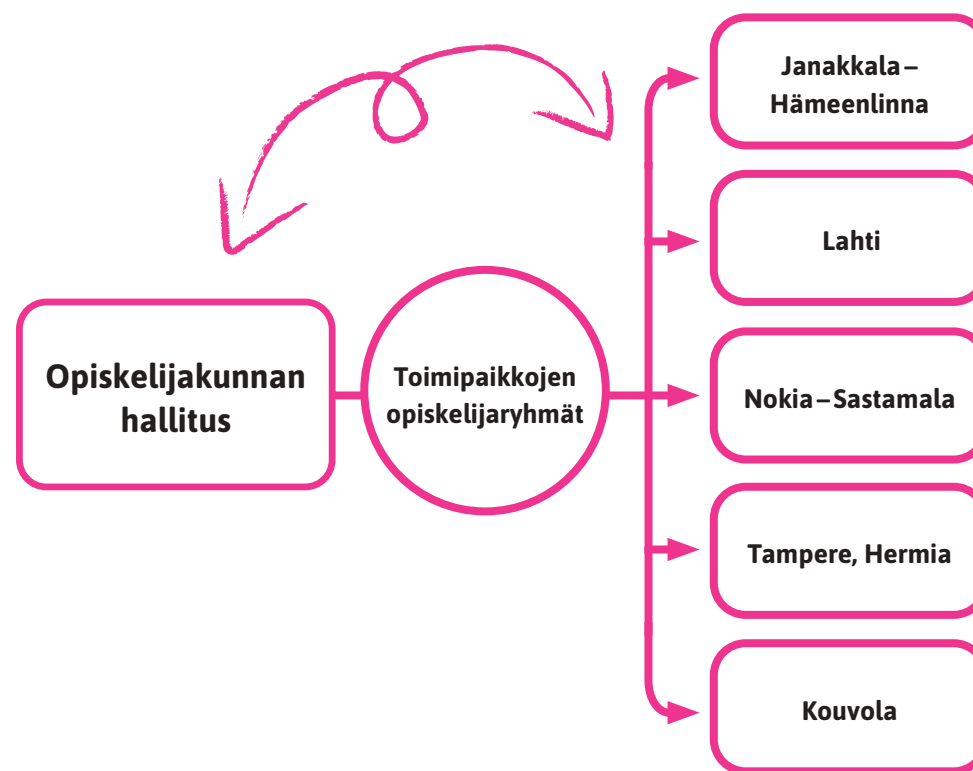 Opiskelijakunnan
hallitus
Toimipaikkojen
opiskelijaryhmät
Janakkala –
Hämeenlinna
Lahti
Nokia – Sastamala
Tampere, Hermia
Kouvola